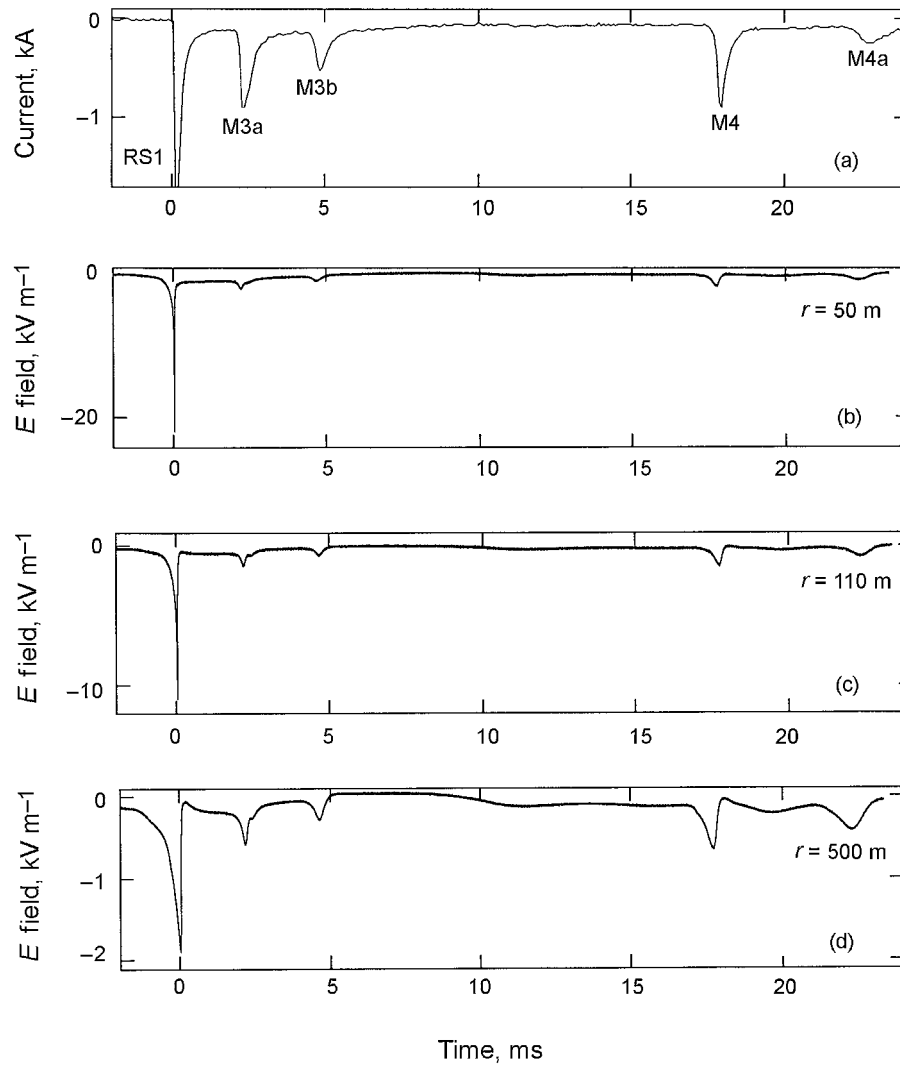 Current, kA
0
−1
RS1
M3a
M3b
M4
M4a
(a)
0 5 10 15 20
E field, kV m−1
0
−20
r = 50 m
(b)
0 5 10 15 20
E field, kV m−1
0
−10
r = 110 m
(c)
0 5 10 15 20
E field, kV m−1
0
−1
−2
r = 500 m
(d)
0 5 10 15 20
Time, ms